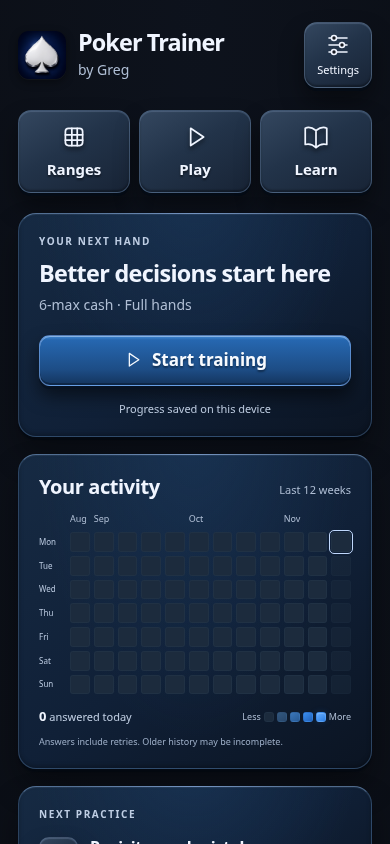 Poker Trainer
by Greg
Settings
Ranges
Play
Learn
YOUR NEXT HAND
Better decisions start here
6-max cash · Full hands
Start training
Progress saved on this device
Your activity
Last 12 weeks
Aug Sep Oct Nov
Mon
Tue
Wed
Thu
Fri
Sat
Sun
0 answered today
Less More
Answers include retries. Older history may be incomplete.
NEXT PRACTICE